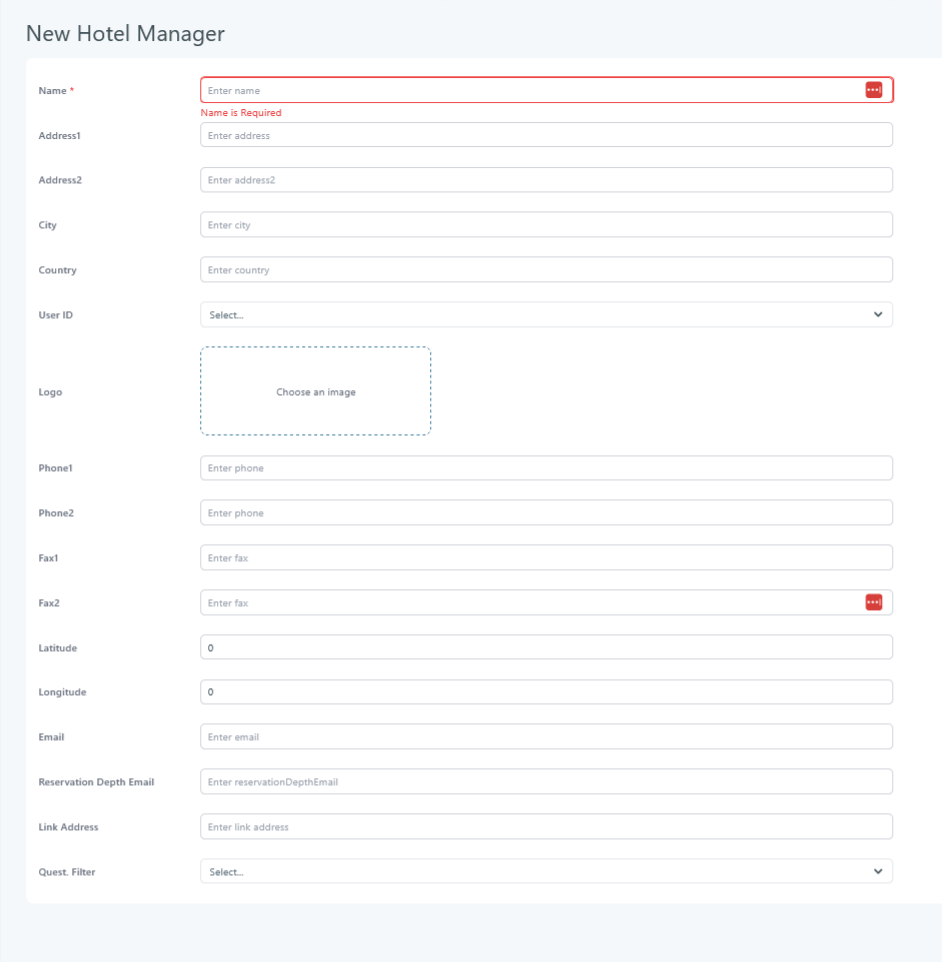 New Hotel Manager
Name * Enter name
Name is Required
Address1 Enter address
Address2 Enter address2
City Enter city
Country Enter country
User ID Select...
Logo Choose an image
Phone1 Enter phone
Phone2 Enter phone
Fax1 Enter fax
Fax2 Enter fax
Latitude 0
Longitude 0
Email Enter email
Reservation Depth Email Enter reservationDepthEmail
Link Address Enter link address
Quest. Filter Select...